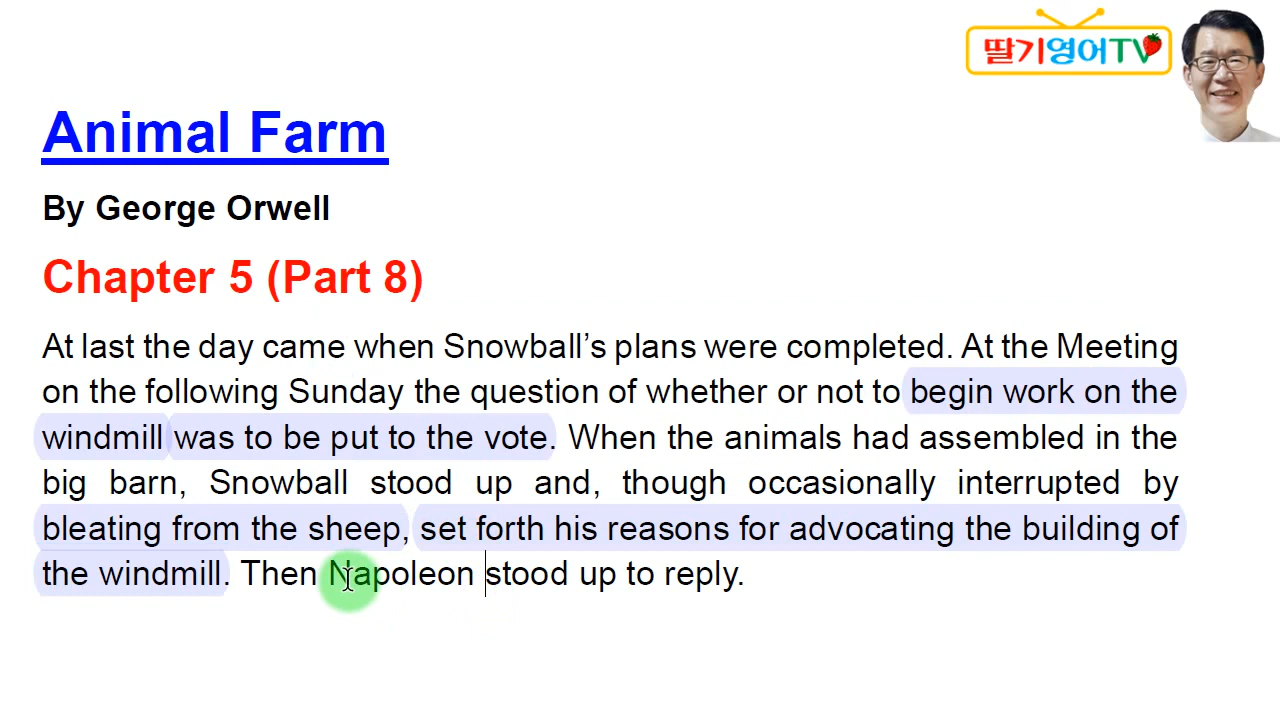 딸기영어TV
Animal Farm
By George Orwell
Chapter 5 (Part 8)
At last the day came when Snowball’s plans were completed. At the Meeting
on the following Sunday the question of whether or not to begin work on the
windmill was to be put to the vote. When the animals had assembled in the
big barn, Snowball stood up and, though occasionally interrupted by
bleating from the sheep, set forth his reasons for advocating the building of
the windmill. Then Napoleon stood up to reply.